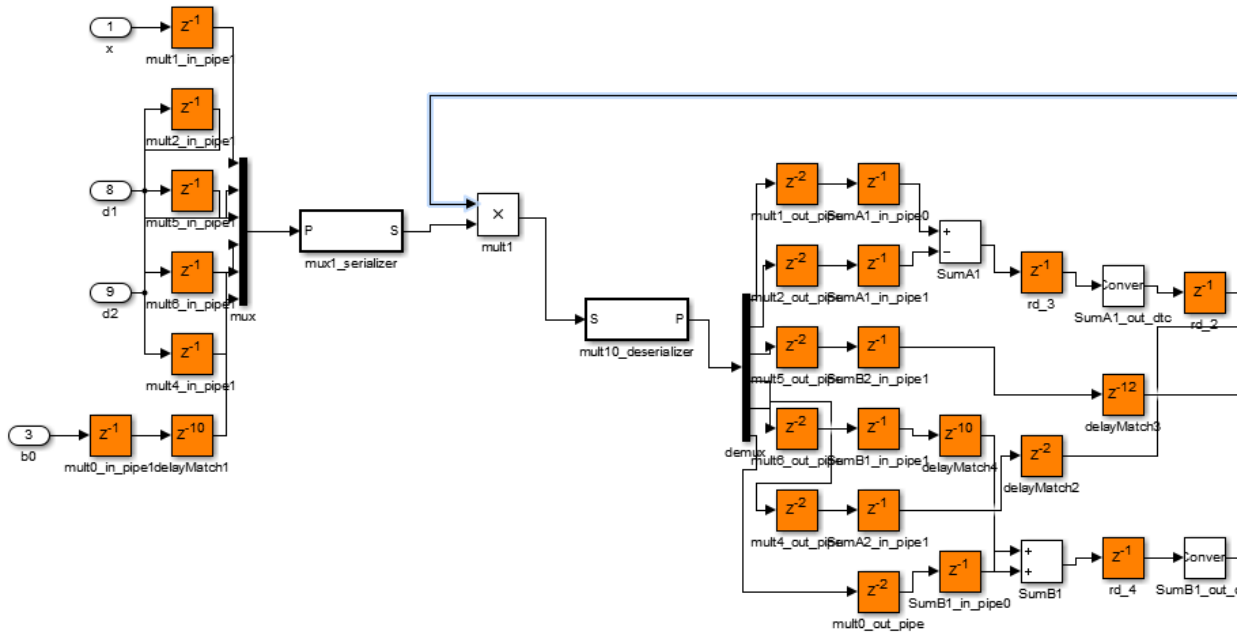 1
x
z-1
mult1_in_pipe1
z-1
mult2_in_pipe1
8
d1
z-1
mult5_in_pipe1
9
d2
z-1
mult6_in_pipe1
z-1
mult4_in_pipe1
3
b0
z-1
mult0_in_pipe1
z-10
delayMatch1
mux
P S
mux1_serializer
×
mult1
S P
mult10_deserializer
demux
z-2
mult1_out_pipe
z-1
SumA1_in_pipe0
z-2
mult2_out_pipe
z-1
SumA1_in_pipe1
+
−
SumA1
z-1
rd_3
Conver
SumA1_out_dtc
z-1
rd_2
z-2
mult5_out_pipe
z-1
SumB2_in_pipe1
z-12
delayMatch3
z-2
mult6_out_pipe
z-1
SumB1_in_pipe1
z-10
delayMatch4
z-2
delayMatch2
z-2
mult4_out_pipe
z-1
SumA2_in_pipe1
z-2
mult0_out_pipe
z-1
SumB1_in_pipe0
+
+
SumB1
z-1
rd_4
Conver
SumB1_out_d